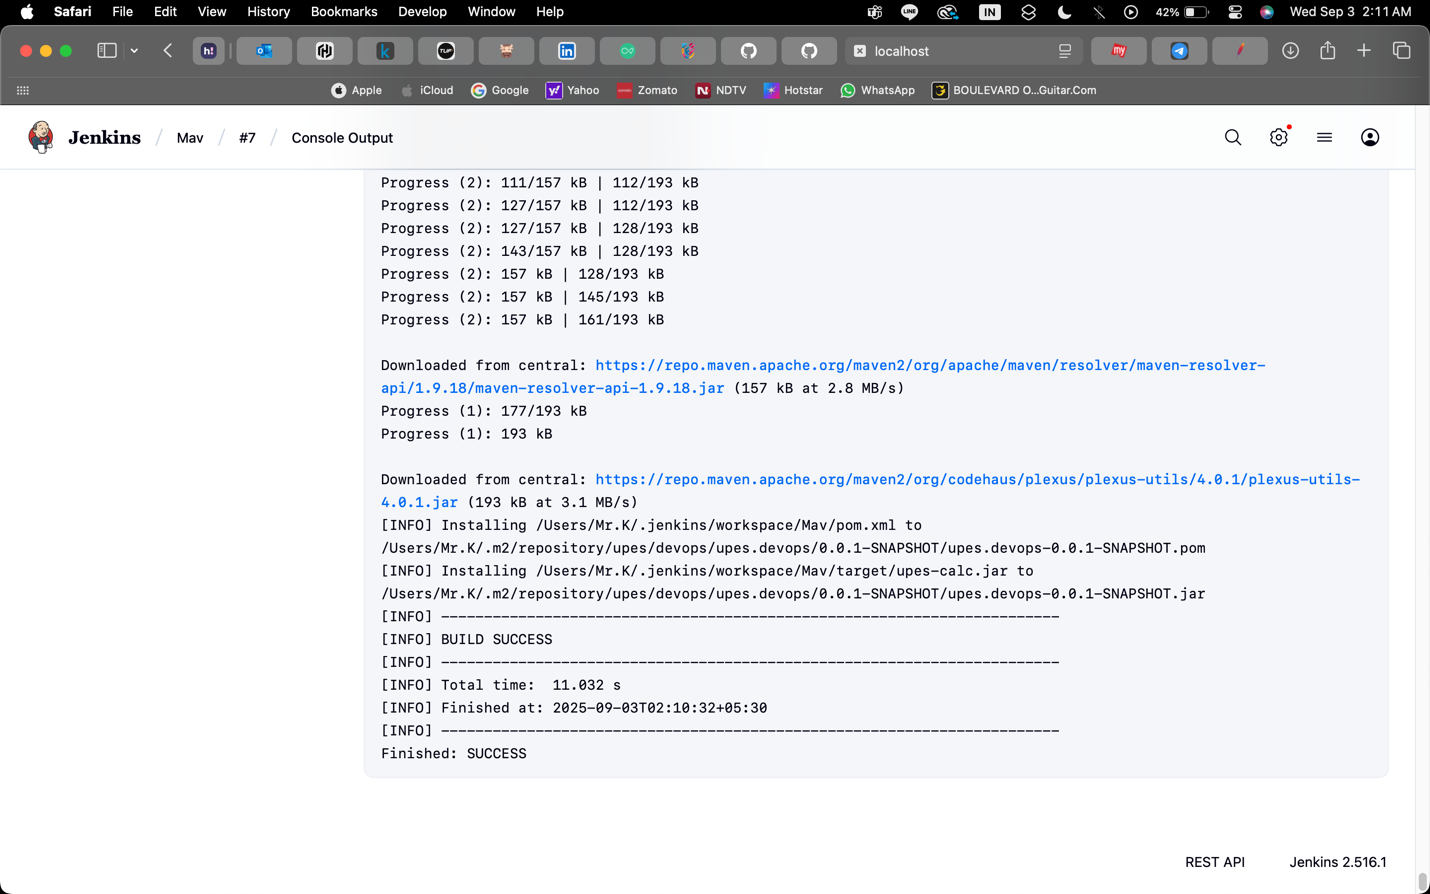 Safari File Edit View History Bookmarks Develop Window Help LINE IN 42% Wed Sep 3 2:11 AM
h! k TUF in localhost my
Apple iCloud Google Yahoo Zomato NDTV Hotstar WhatsApp BOULEVARD O...Guitar.Com
Jenkins / Mav / #7 / Console Output
Progress (2): 111/157 kB | 112/193 kB
Progress (2): 127/157 kB | 112/193 kB
Progress (2): 127/157 kB | 128/193 kB
Progress (2): 143/157 kB | 128/193 kB
Progress (2): 157 kB | 128/193 kB
Progress (2): 157 kB | 145/193 kB
Progress (2): 157 kB | 161/193 kB
Downloaded from central: https://repo.maven.apache.org/maven2/org/apache/maven/resolver/maven-resolver-
api/1.9.18/maven-resolver-api-1.9.18.jar (157 kB at 2.8 MB/s)
Progress (1): 177/193 kB
Progress (1): 193 kB
Downloaded from central: https://repo.maven.apache.org/maven2/org/codehaus/plexus/plexus-utils/4.0.1/plexus-utils-
4.0.1.jar (193 kB at 3.1 MB/s)
[INFO] Installing /Users/Mr.K/.jenkins/workspace/Mav/pom.xml to
/Users/Mr.K/.m2/repository/upes/devops/upes.devops/0.0.1-SNAPSHOT/upes.devops-0.0.1-SNAPSHOT.pom
[INFO] Installing /Users/Mr.K/.jenkins/workspace/Mav/target/upes-calc.jar to
/Users/Mr.K/.m2/repository/upes/devops/upes.devops/0.0.1-SNAPSHOT/upes.devops-0.0.1-SNAPSHOT.jar
[INFO] ------------------------------------------------------------------------
[INFO] BUILD SUCCESS
[INFO] ------------------------------------------------------------------------
[INFO] Total time:  11.032 s
[INFO] Finished at: 2025-09-03T02:10:32+05:30
[INFO] ------------------------------------------------------------------------
Finished: SUCCESS
REST API Jenkins 2.516.1